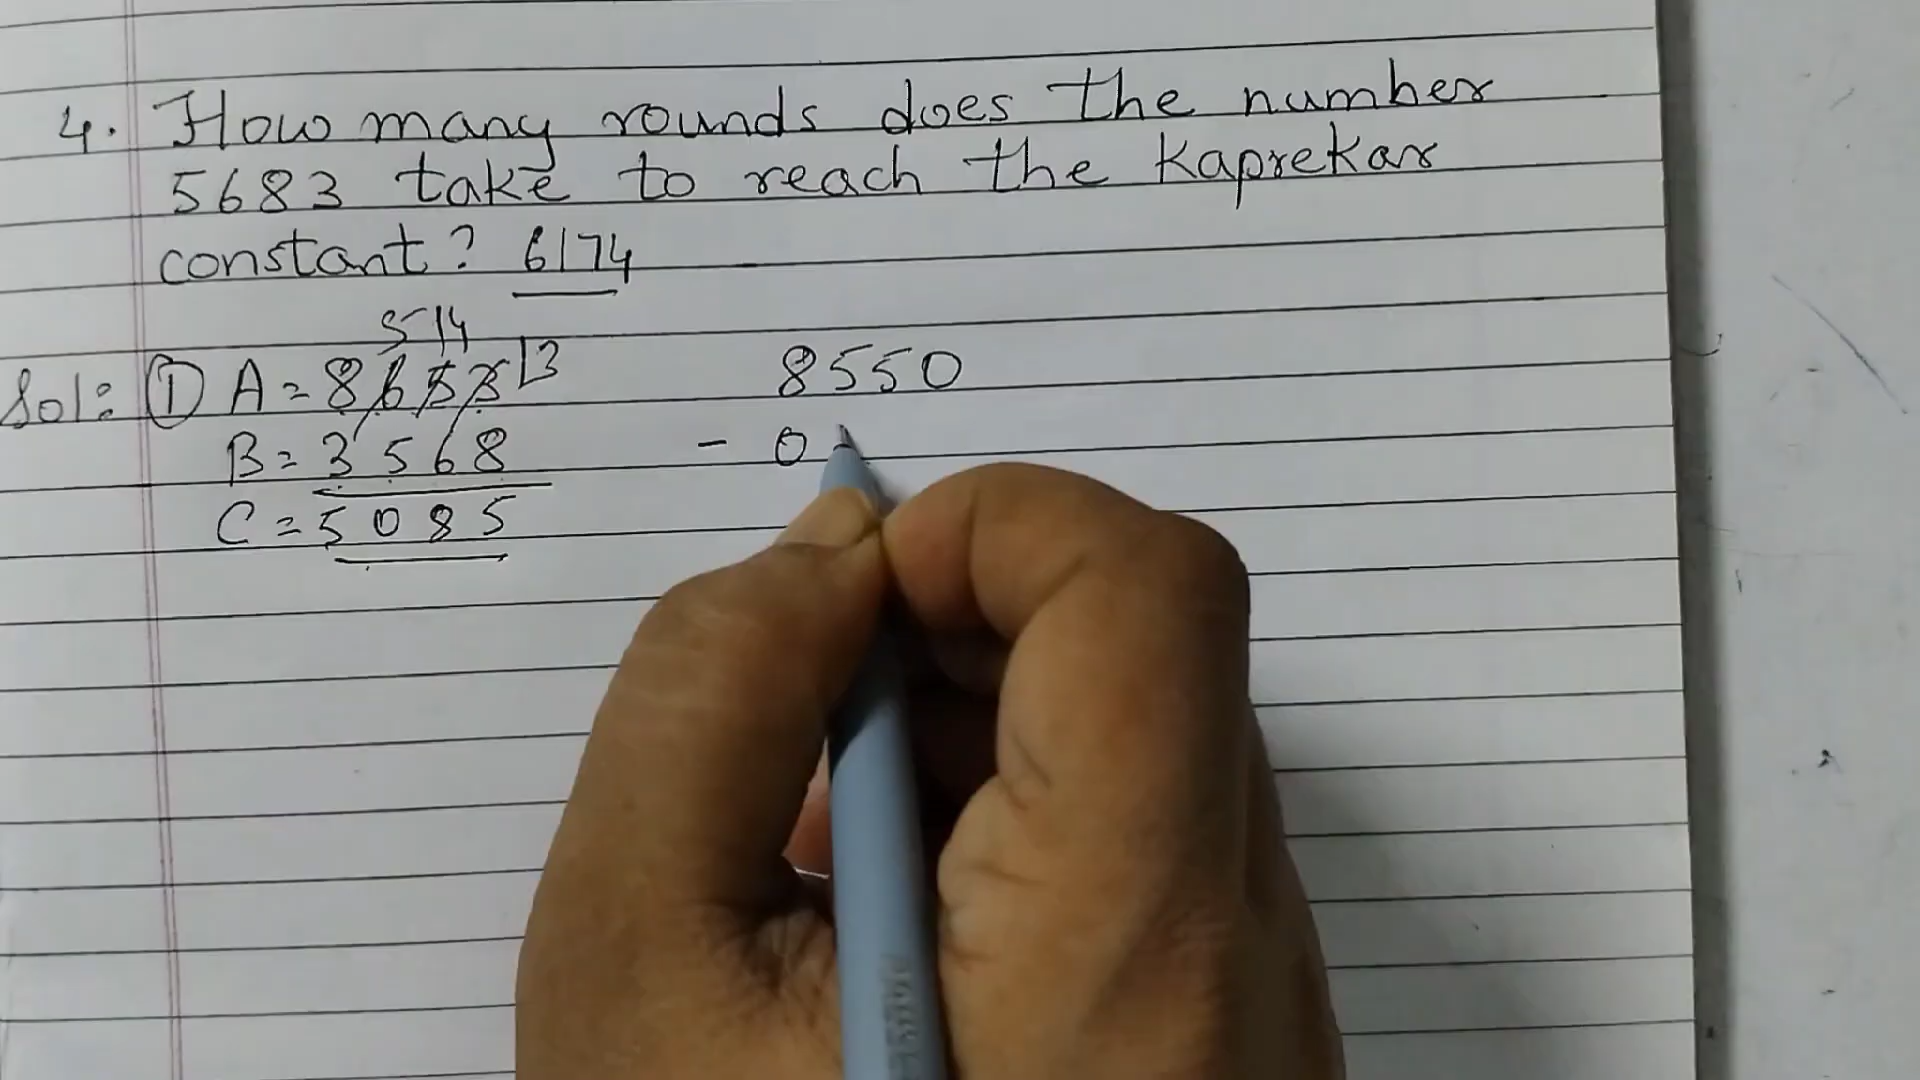 4. How many rounds does the number
5683 take to reach the Kaprekar
constant? 6174
5 14
Sol: ① A = 8653 13
B = 3568
C = 5085
8550
- 0